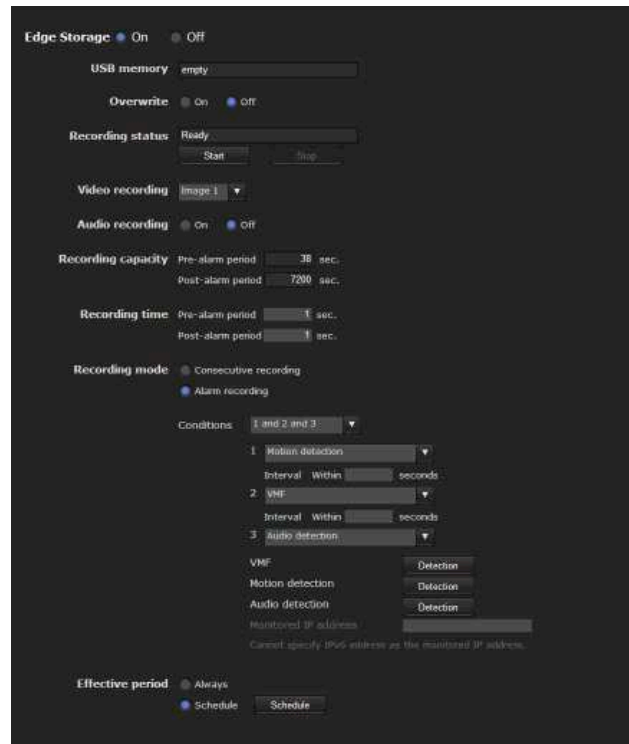 Edge Storage On Off
USB memory empty
Overwrite On Off
Recording status Ready
Start Stop
Video recording Image 1
Audio recording On Off
Recording capacity Pre-alarm period 38 sec.
Post-alarm period 7200 sec.
Recording time Pre-alarm period 1 sec.
Post-alarm period 1 sec.
Recording mode Consecutive recording
Alarm recording
Conditions 1 and 2 and 3
1 Motion detection
Interval Within seconds
2 VMF
Interval Within seconds
3 Audio detection
VMF Detection
Motion detection Detection
Audio detection Detection
Monitored IP address
Cannot specify IPv6 address as the monitored IP address.
Effective period Always
Schedule Schedule